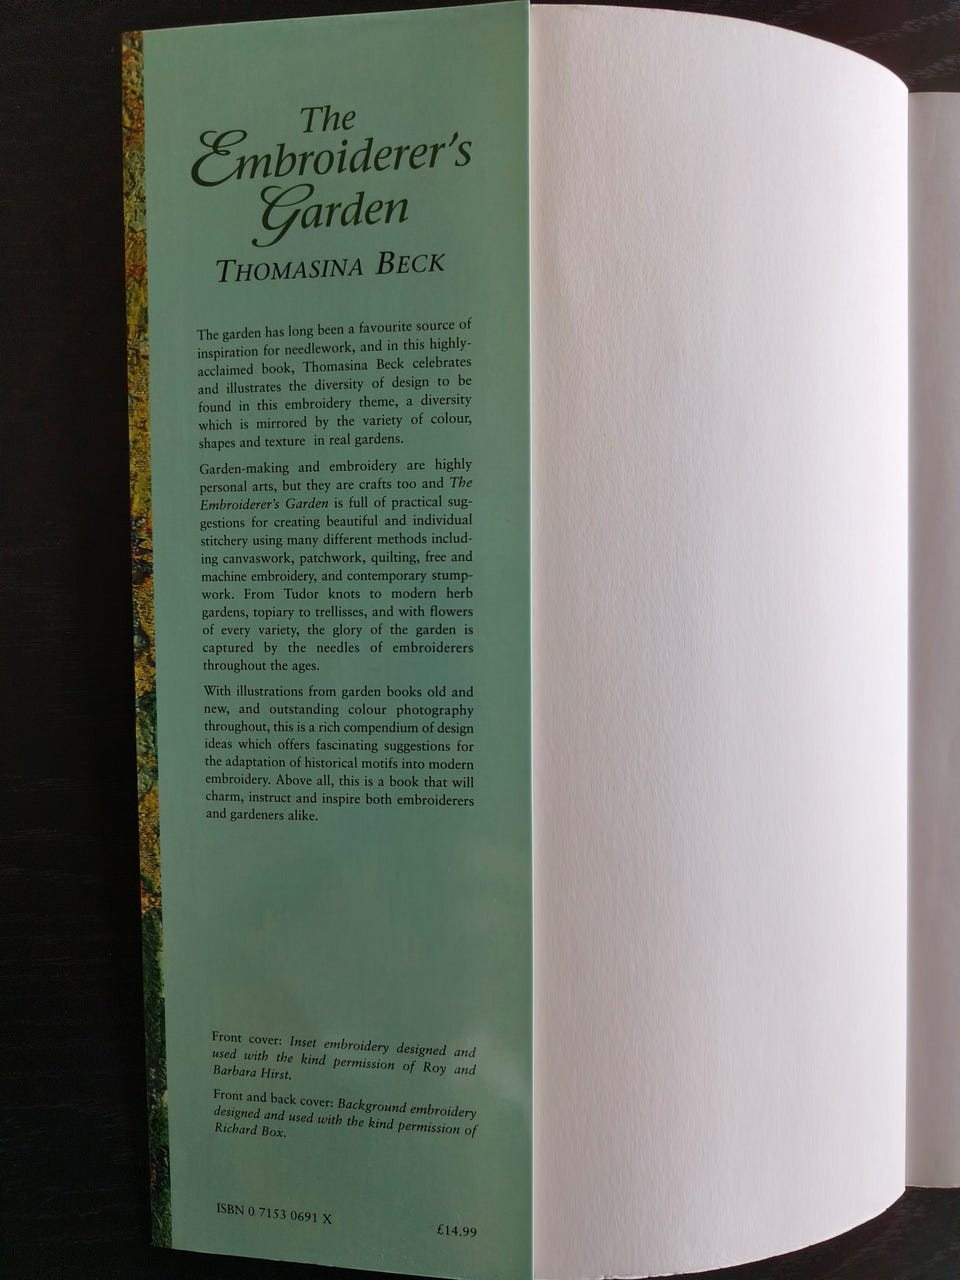 The
Embroiderer's
Garden
THOMASINA BECK
The garden has long been a favourite source of
inspiration for needlework, and in this highly-
acclaimed book, Thomasina Beck celebrates
and illustrates the diversity of design to be
found in this embroidery theme, a diversity
which is mirrored by the variety of colour,
shapes and texture in real gardens.
Garden-making and embroidery are highly
personal arts, but they are crafts too and The
Embroiderer's Garden is full of practical sug-
gestions for creating beautiful and individual
stitchery using many different methods includ-
ing canvaswork, patchwork, quilting, free and
machine embroidery, and contemporary stump-
work. From Tudor knots to modern herb
gardens, topiary to trellisses, and with flowers
of every variety, the glory of the garden is
captured by the needles of embroiderers
throughout the ages.
With illustrations from garden books old and
new, and outstanding colour photography
throughout, this is a rich compendium of design
ideas which offers fascinating suggestions for
the adaptation of historical motifs into modern
embroidery. Above all, this is a book that will
charm, instruct and inspire both embroiderers
and gardeners alike.
Front cover: Inset embroidery designed and
used with the kind permission of Roy and
Barbara Hirst.
Front and back cover: Background embroidery
designed and used with the kind permission of
Richard Box.
ISBN 0 7153 0691 X
£14.99